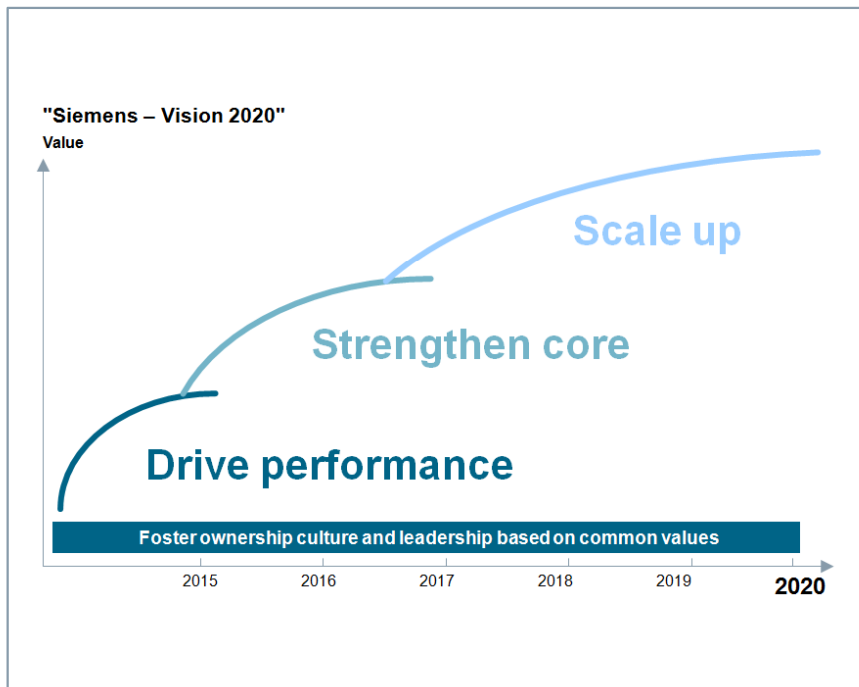 "Siemens – Vision 2020"
Value
Scale up
Strengthen core
Drive performance
Foster ownership culture and leadership based on common values
2015 2016 2017 2018 2019 2020